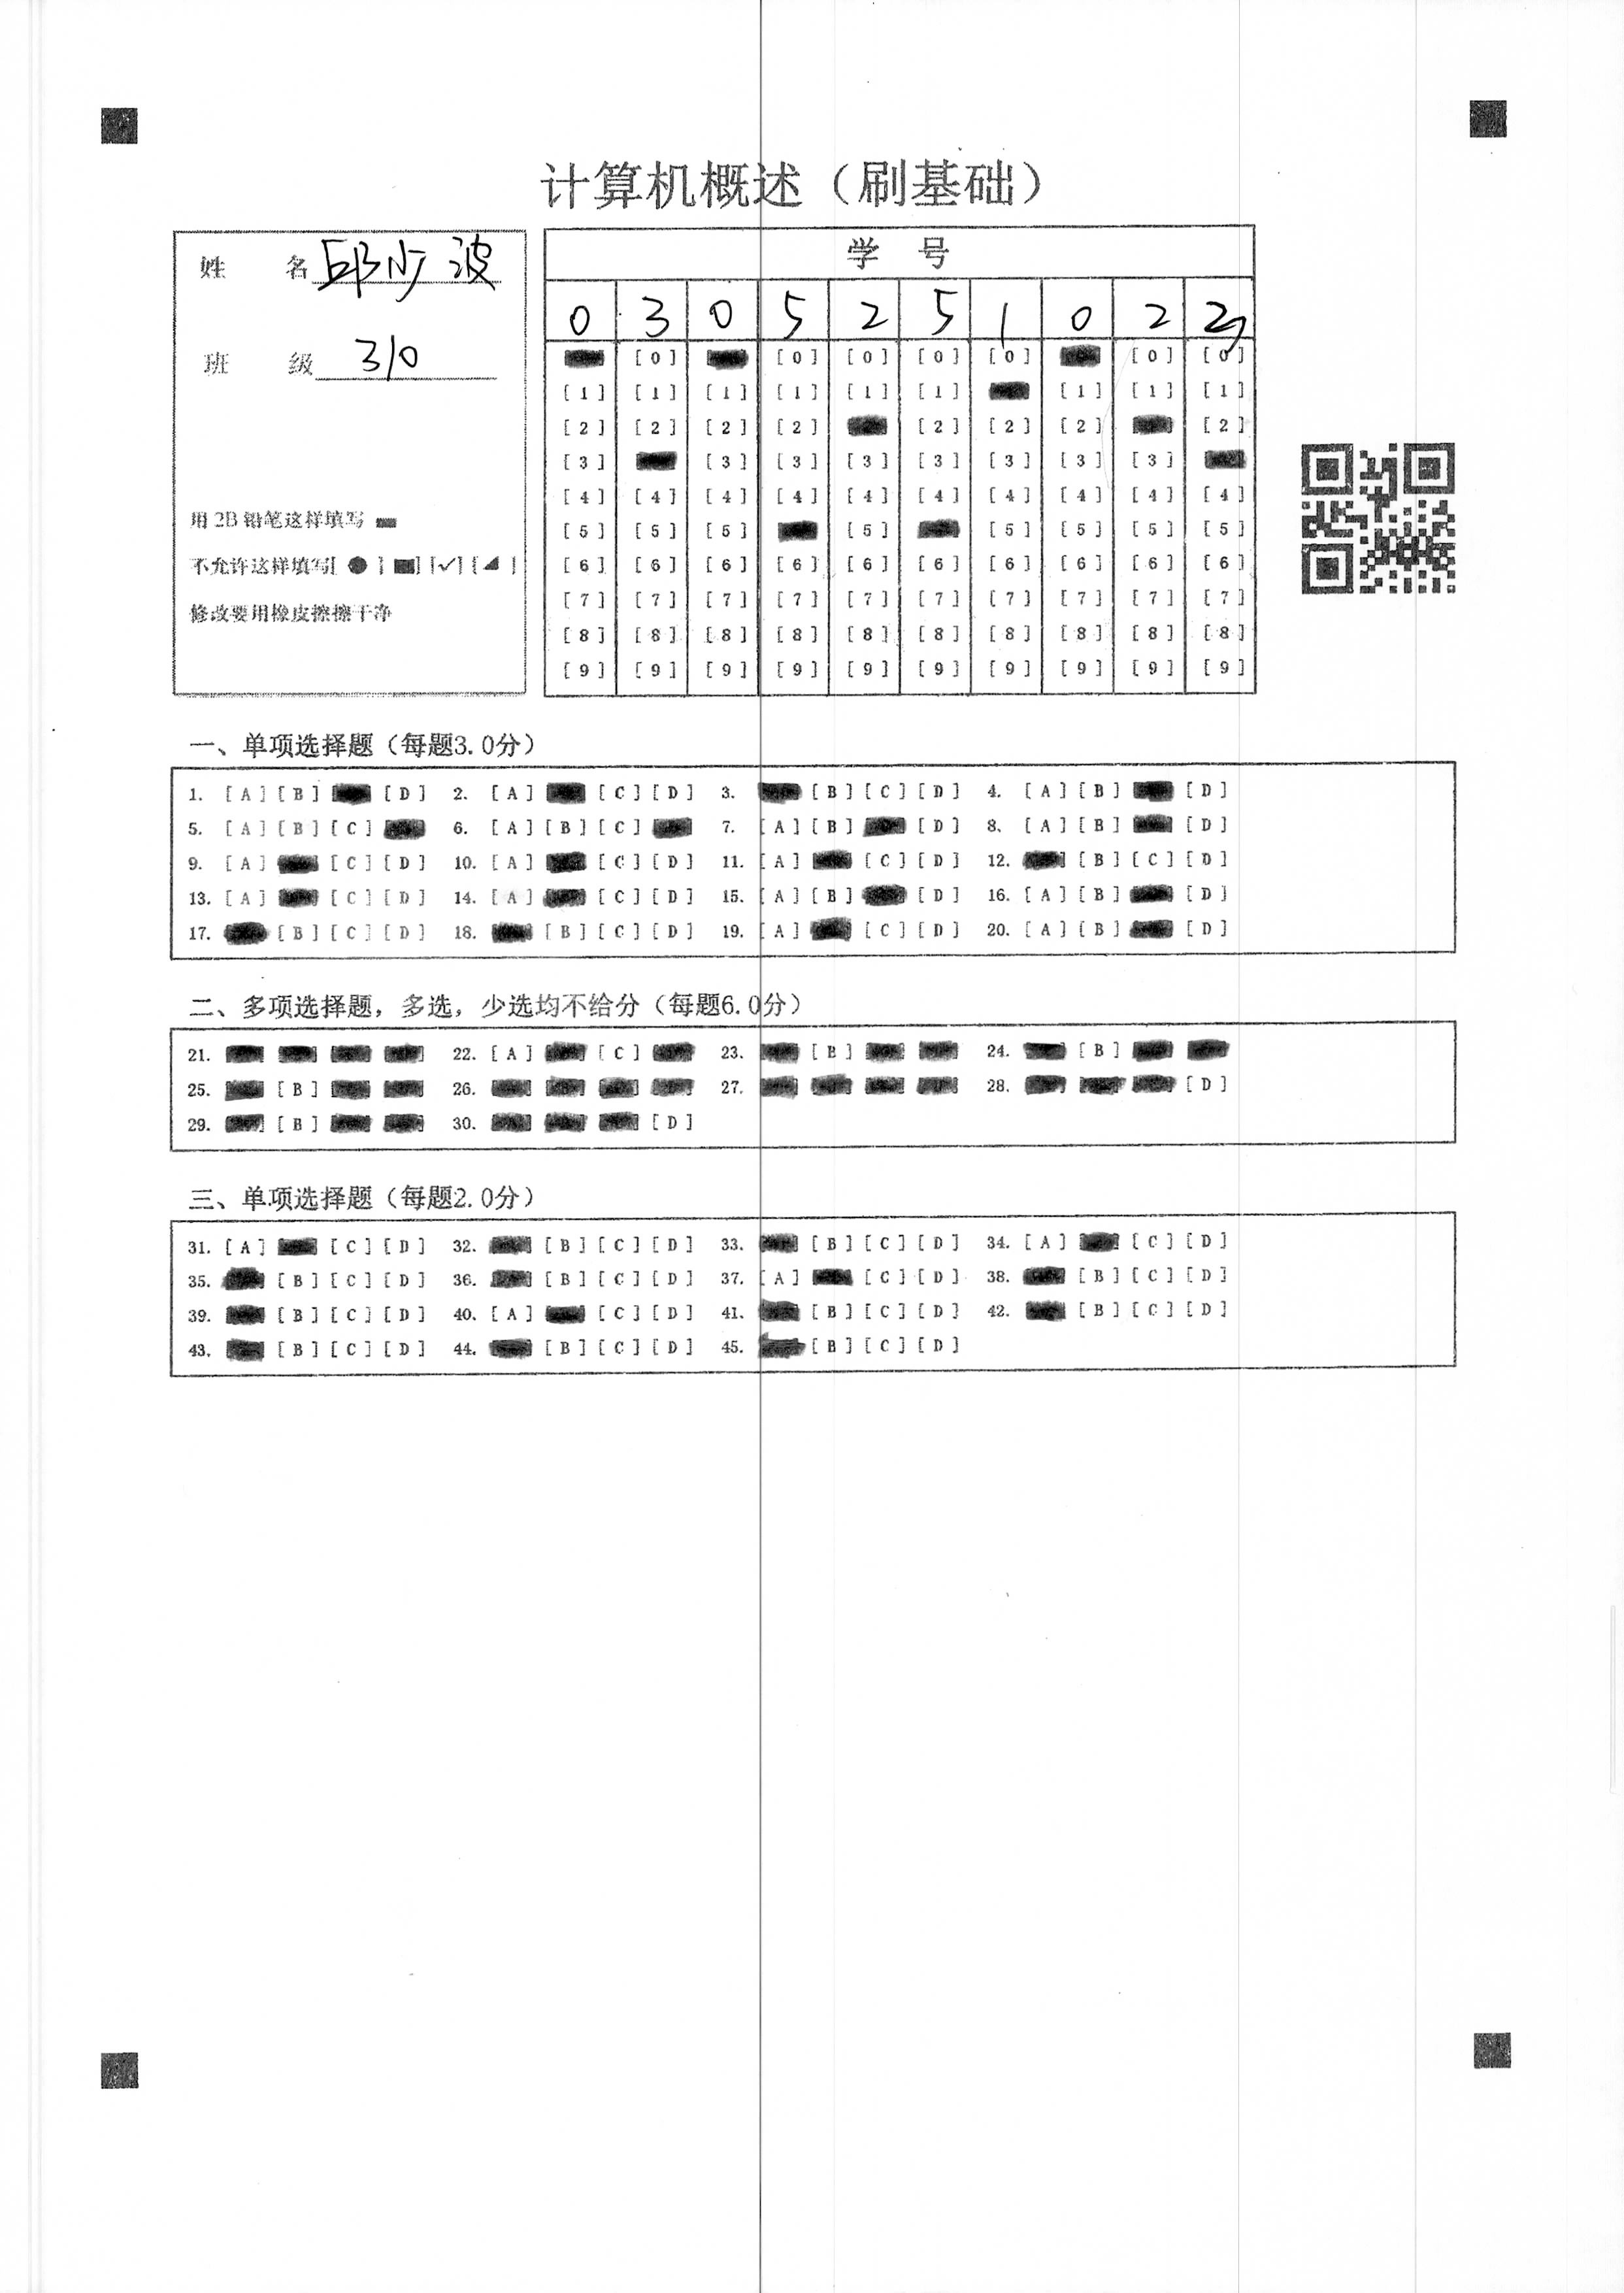 计算机概述（刷基础）
姓 名 邱少波
班 级 310
用 2B 铅笔这样填写
不允许这样填写[ ● ] [■] [✓] [◢ ]
修改要用橡皮擦擦干净
学 号
0 3 0 5 2 5 1 0 2
[0] [0] [0] [0] [0] [0] [0]
[1] [1] [1] [1] [1] [1] [1] [1] [1]
[2] [2] [2] [2] [2] [2] [2] [2]
[3] [3] [3] [3] [3] [3] [3] [3]
[4] [4] [4] [4] [4] [4] [4] [4] [4] [4]
[5] [5] [5] [5] [5] [5] [5] [5]
[6] [6] [6] [6] [6] [6] [6] [6] [6] [6]
[7] [7] [7] [7] [7] [7] [7] [7] [7] [7]
[8] [8] [8] [8] [8] [8] [8] [8] [8] [8]
[9] [9] [9] [9] [9] [9] [9] [9] [9] [9]
一、单项选择题（每题3.0分）
1. [A] [B] [D] 2. [A] [C] [D] 3. [B] [C] [D] 4. [A] [B] [D]
5. [A] [B] [C] 6. [A] [B] [C] 7. [A] [B] [D] 8. [A] [B] [D]
9. [A] [C] [D] 10. [A] [C] [D] 11. [A] [C] [D] 12. [B] [C] [D]
13. [A] [C] [D] 14. [A] [C] [D] 15. [A] [B] [D] 16. [A] [B] [D]
17. [B] [C] [D] 18. [B] [C] [D] 19. [A] [C] [D] 20. [A] [B] [D]
二、多项选择题，多选，少选均不给分（每题6.0分）
21. 22. [A] [C] 23. [B] 24. [B]
25. [B] 26. 27. 28. [D]
29. [B] 30. [D]
三、单项选择题（每题2.0分）
31. [A] [C] [D] 32. [B] [C] [D] 33. [B] [C] [D] 34. [A] [C] [D]
35. [B] [C] [D] 36. [B] [C] [D] 37. [A] [C] [D] 38. [B] [C] [D]
39. [B] [C] [D] 40. [A] [C] [D] 41. [B] [C] [D] 42. [B] [C] [D]
43. [B] [C] [D] 44. [B] [C] [D] 45. [B] [C] [D]